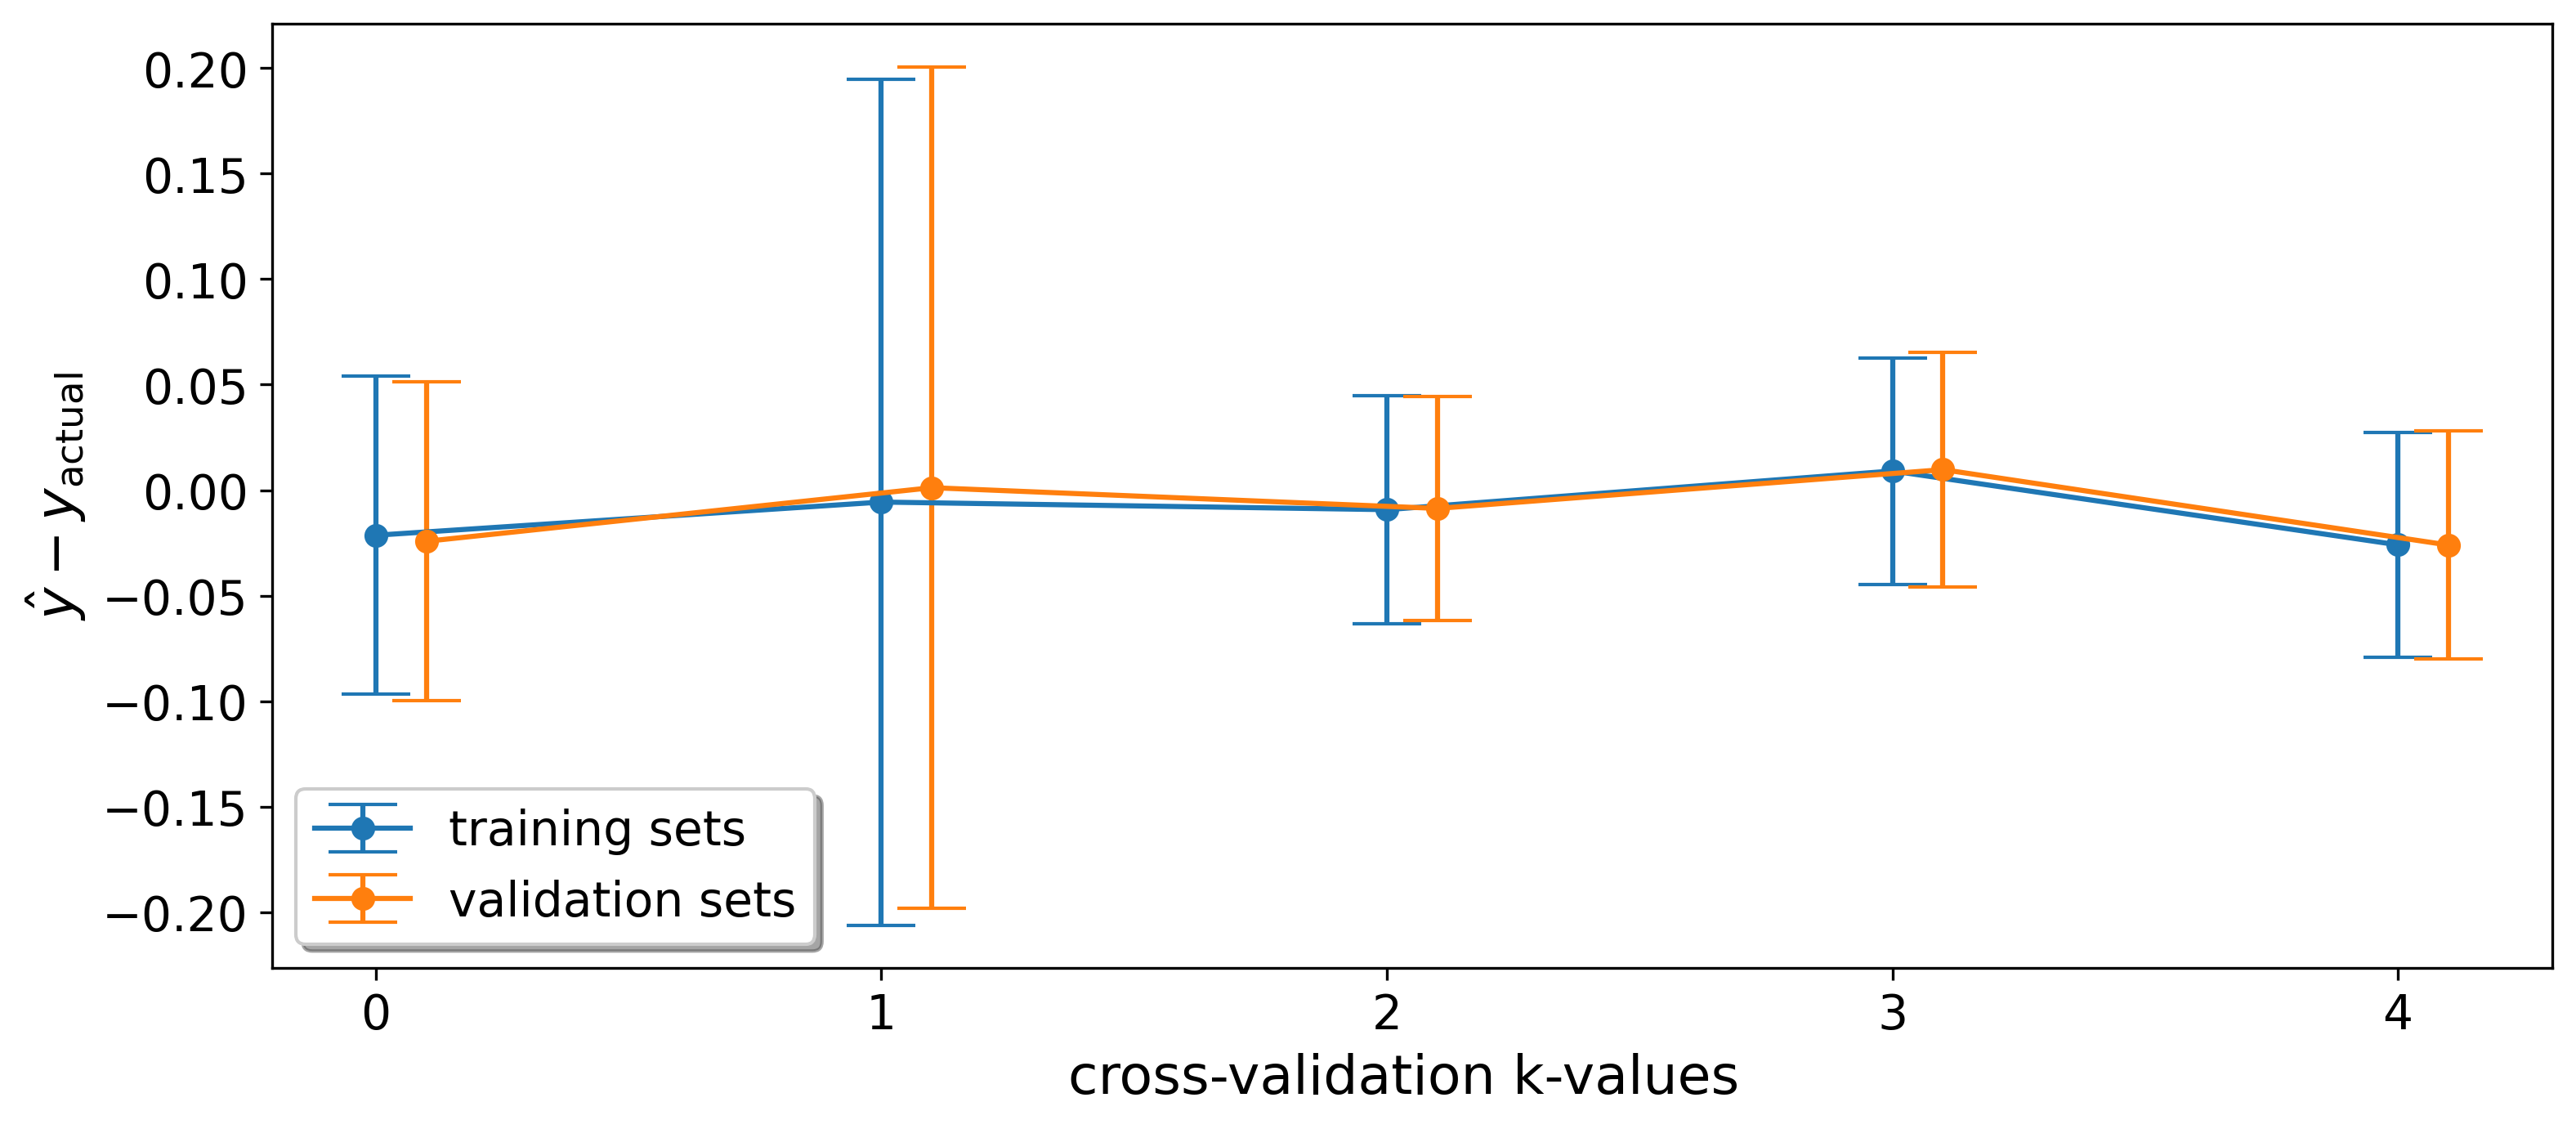 0.20
0.15
0.10
0.05
0.00
−0.05
−0.10
−0.15
−0.20
ŷ − y actual
training sets
validation sets
0 1 2 3 4
cross-validation k-values